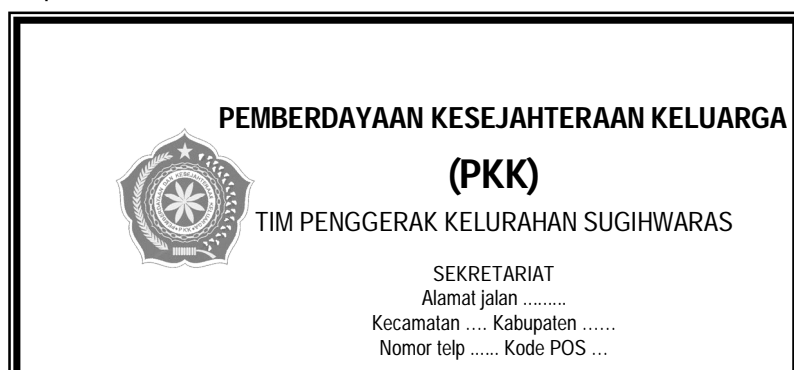 PEMBERDAYAAN KESEJAHTERAAN KELUARGA
(PKK)
TIM PENGGERAK KELURAHAN SUGIHWARAS
SEKRETARIAT
Alamat jalan .........
Kecamatan .... Kabupaten ......
Nomor telp ...... Kode POS ...